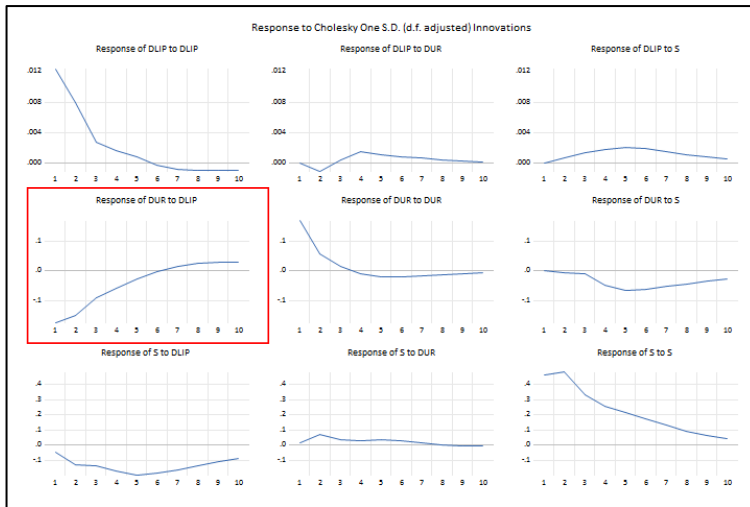 Response to Cholesky One S.D. (d.f. adjusted) Innovations
Response of DLIP to DLIP
Response of DLIP to DUR
Response of DLIP to S
.012
.008
.004
.000
1 2 3 4 5 6 7 8 9 10
.012
.008
.004
.000
1 2 3 4 5 6 7 8 9 10
.012
.008
.004
.000
1 2 3 4 5 6 7 8 9 10
Response of DUR to DLIP
Response of DUR to DUR
Response of DUR to S
.1
.0
-.1
1 2 3 4 5 6 7 8 9 10
.1
.0
-.1
1 2 3 4 5 6 7 8 9 10
.1
.0
-.1
1 2 3 4 5 6 7 8 9 10
Response of S to DLIP
Response of S to DUR
Response of S to S
.4
.3
.2
.1
.0
-.1
1 2 3 4 5 6 7 8 9 10
.4
.3
.2
.1
.0
-.1
1 2 3 4 5 6 7 8 9 10
.4
.3
.2
.1
.0
-.1
1 2 3 4 5 6 7 8 9 10